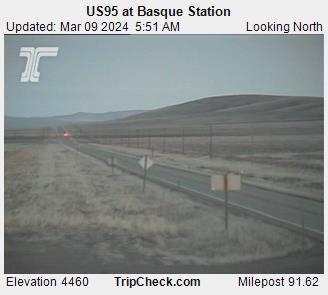 US95 at Basque Station
Updated: Mar 09 2024 5:51 AM Looking North
Elevation 4460 TripCheck.com Milepost 91.62